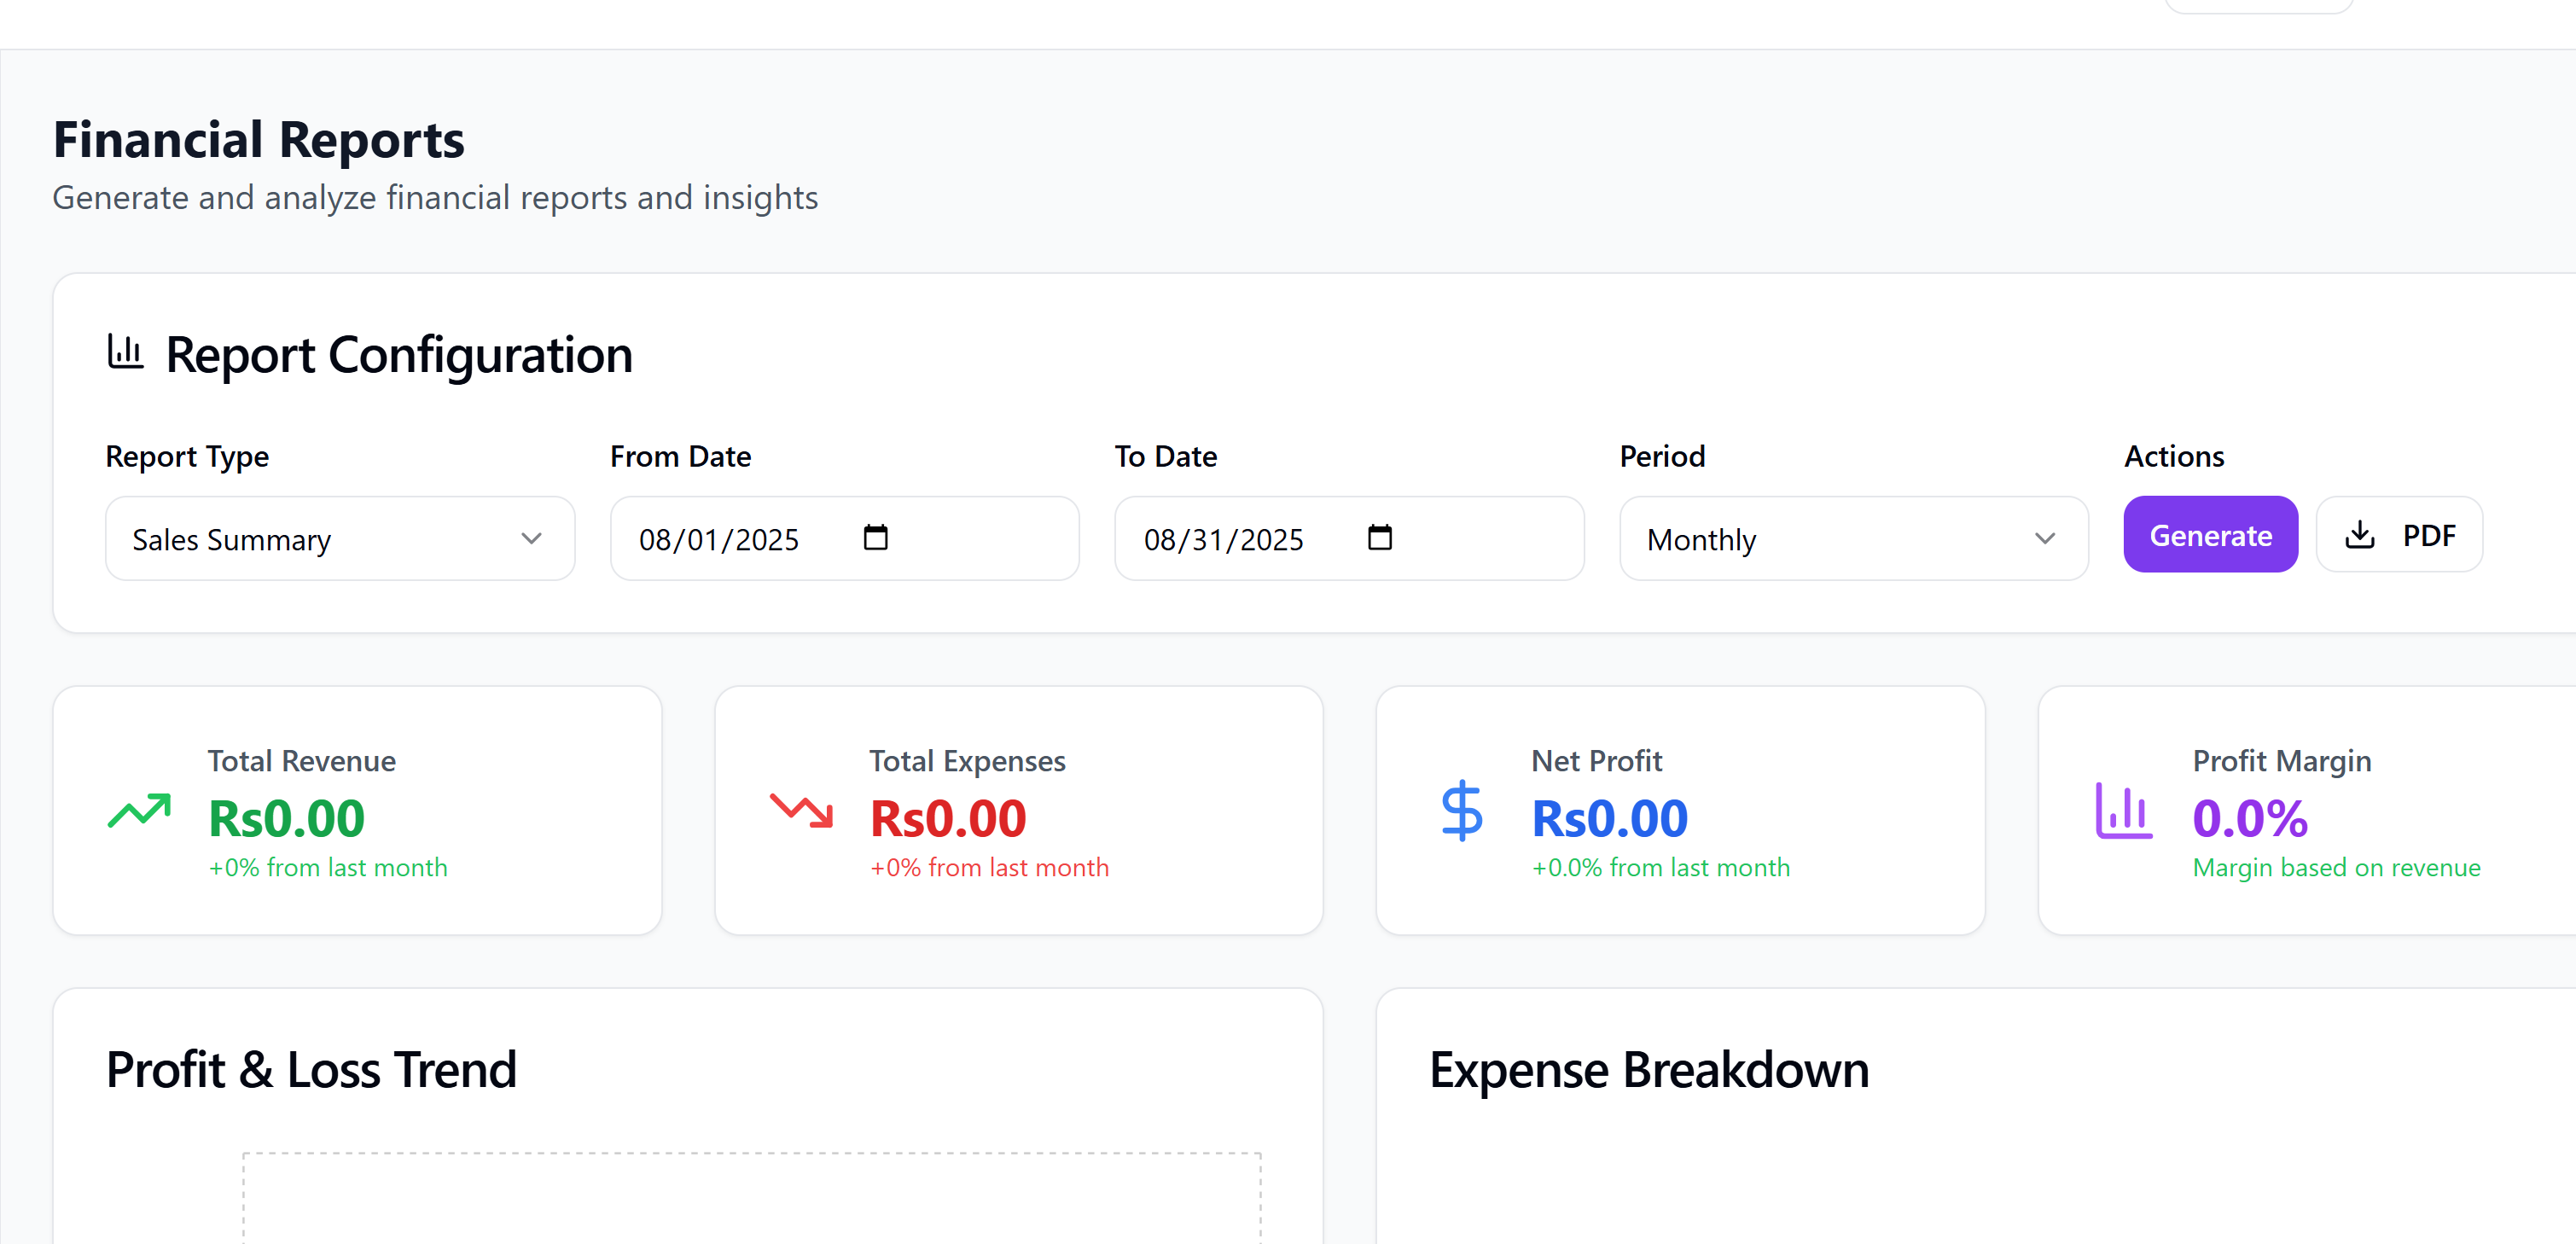 Financial Reports
Generate and analyze financial reports and insights
Report Configuration
Report Type
From Date
To Date
Period
Actions
Sales Summary
08/01/2025
08/31/2025
Monthly
Generate
PDF
Total Revenue
Rs0.00
+0% from last month
Total Expenses
Rs0.00
+0% from last month
Net Profit
Rs0.00
+0.0% from last month
Profit Margin
0.0%
Margin based on revenue
Profit & Loss Trend
Expense Breakdown